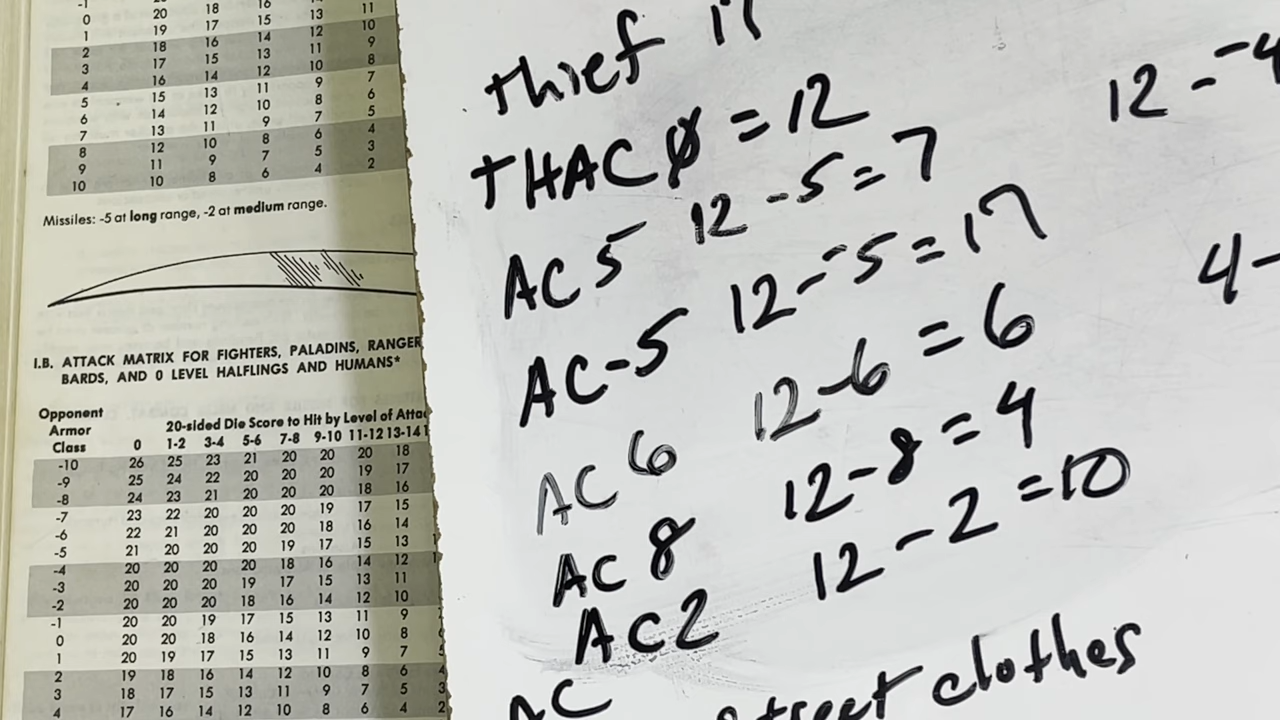 0 20 18 16 13 11
1 19 17 15 12 10
2 18 16 14 11 9
3 17 15 13 10 8
4 16 14 12 9 7
5 15 13 11 8 6
6 14 12 10 7 5
7 13 11 9 6 4
8 12 10 8 5 3
9 11 9 7 4 2
10 10 8 6
Missiles: -5 at long range, -2 at medium range.
I.B. ATTACK MATRIX FOR FIGHTERS, PALADINS, RANGER
BARDS, AND 0 LEVEL HALFLINGS AND HUMANS*
Opponent
Armor
Class
20-sided Die Score to Hit by Level of Atta
0 1-2 3-4 5-6 7-8 9-10 11-12 13-14 1
-10 26 25 23 21 20 20 20 18
-9 25 24 22 20 20 20 19 17
-8 24 23 21 20 20 20 18 16
-7 23 22 20 20 20 19 17 15
-6 22 21 20 20 20 18 16 14
-5 21 20 20 20 19 17 15 13
-4 20 20 20 20 18 16 14 12
-3 20 20 20 19 17 15 13 11
-2 20 20 20 18 16 14 12 10
-1 20 20 19 17 15 13 11 9
0 20 20 18 16 14 12 10 8
1 20 19 17 15 13 11 9 7
2 19 18 16 14 12 10 8 6 4
3 18 17 15 13 11 9 7 5 3
4 17 16 14 12 10 8 6 4 2
thief
THAC0 = 12
AC 5 12 - 5 = 7
AC -5 12 - -5 = 17
AC 6 12 - 6 = 6
AC 8 12 - 8 = 4
AC 2 12 - 2 = 10
AC
street clothes
12 - -4
4 -